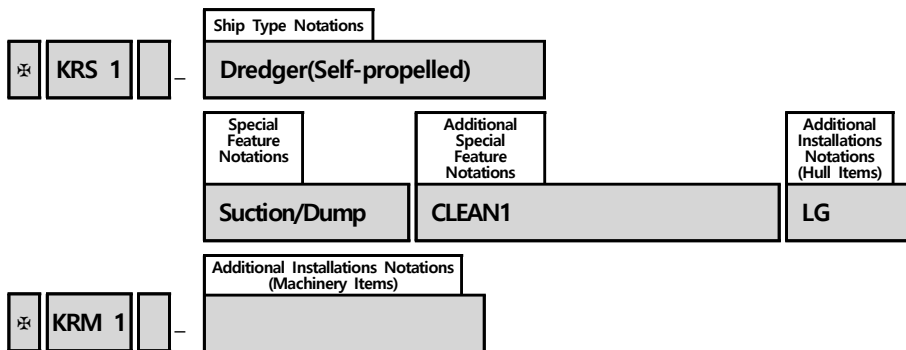 Ship Type Notations
✠ KRS 1 _ Dredger(Self-propelled)
Special
Feature
Notations
Additional
Special
Feature
Notations
Additional
Installations
Notations
(Hull Items)
Suction/Dump CLEAN1 LG
Additional Installations Notations
(Machinery Items)
✠ KRM 1 _